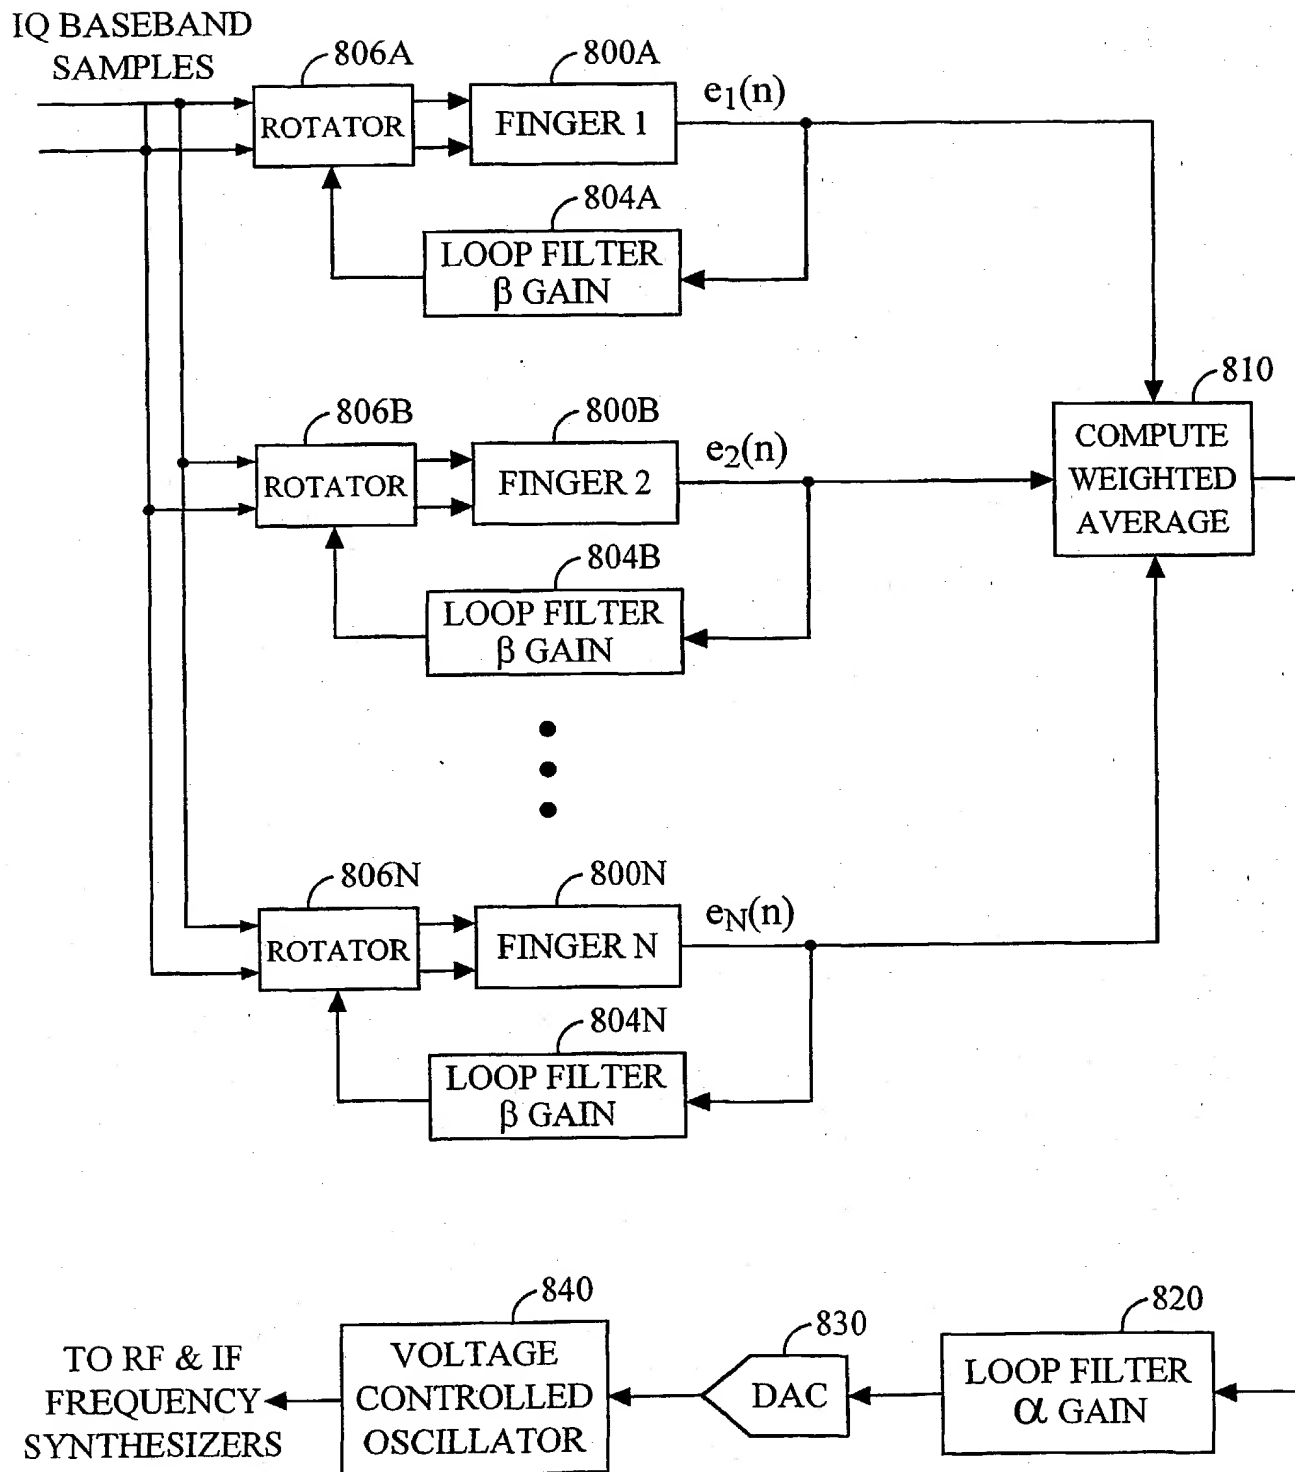 IQ BASEBAND
SAMPLES
806A
800A
ROTATOR
FINGER 1
e1(n)
804A
LOOP FILTER
β GAIN
806B
800B
ROTATOR
FINGER 2
e2(n)
810
COMPUTE
WEIGHTED
AVERAGE
804B
LOOP FILTER
β GAIN
806N
800N
ROTATOR
FINGER N
eN(n)
804N
LOOP FILTER
β GAIN
840
830
820
TO RF & IF
FREQUENCY
SYNTHESIZERS
VOLTAGE
CONTROLLED
OSCILLATOR
DAC
LOOP FILTER
α GAIN